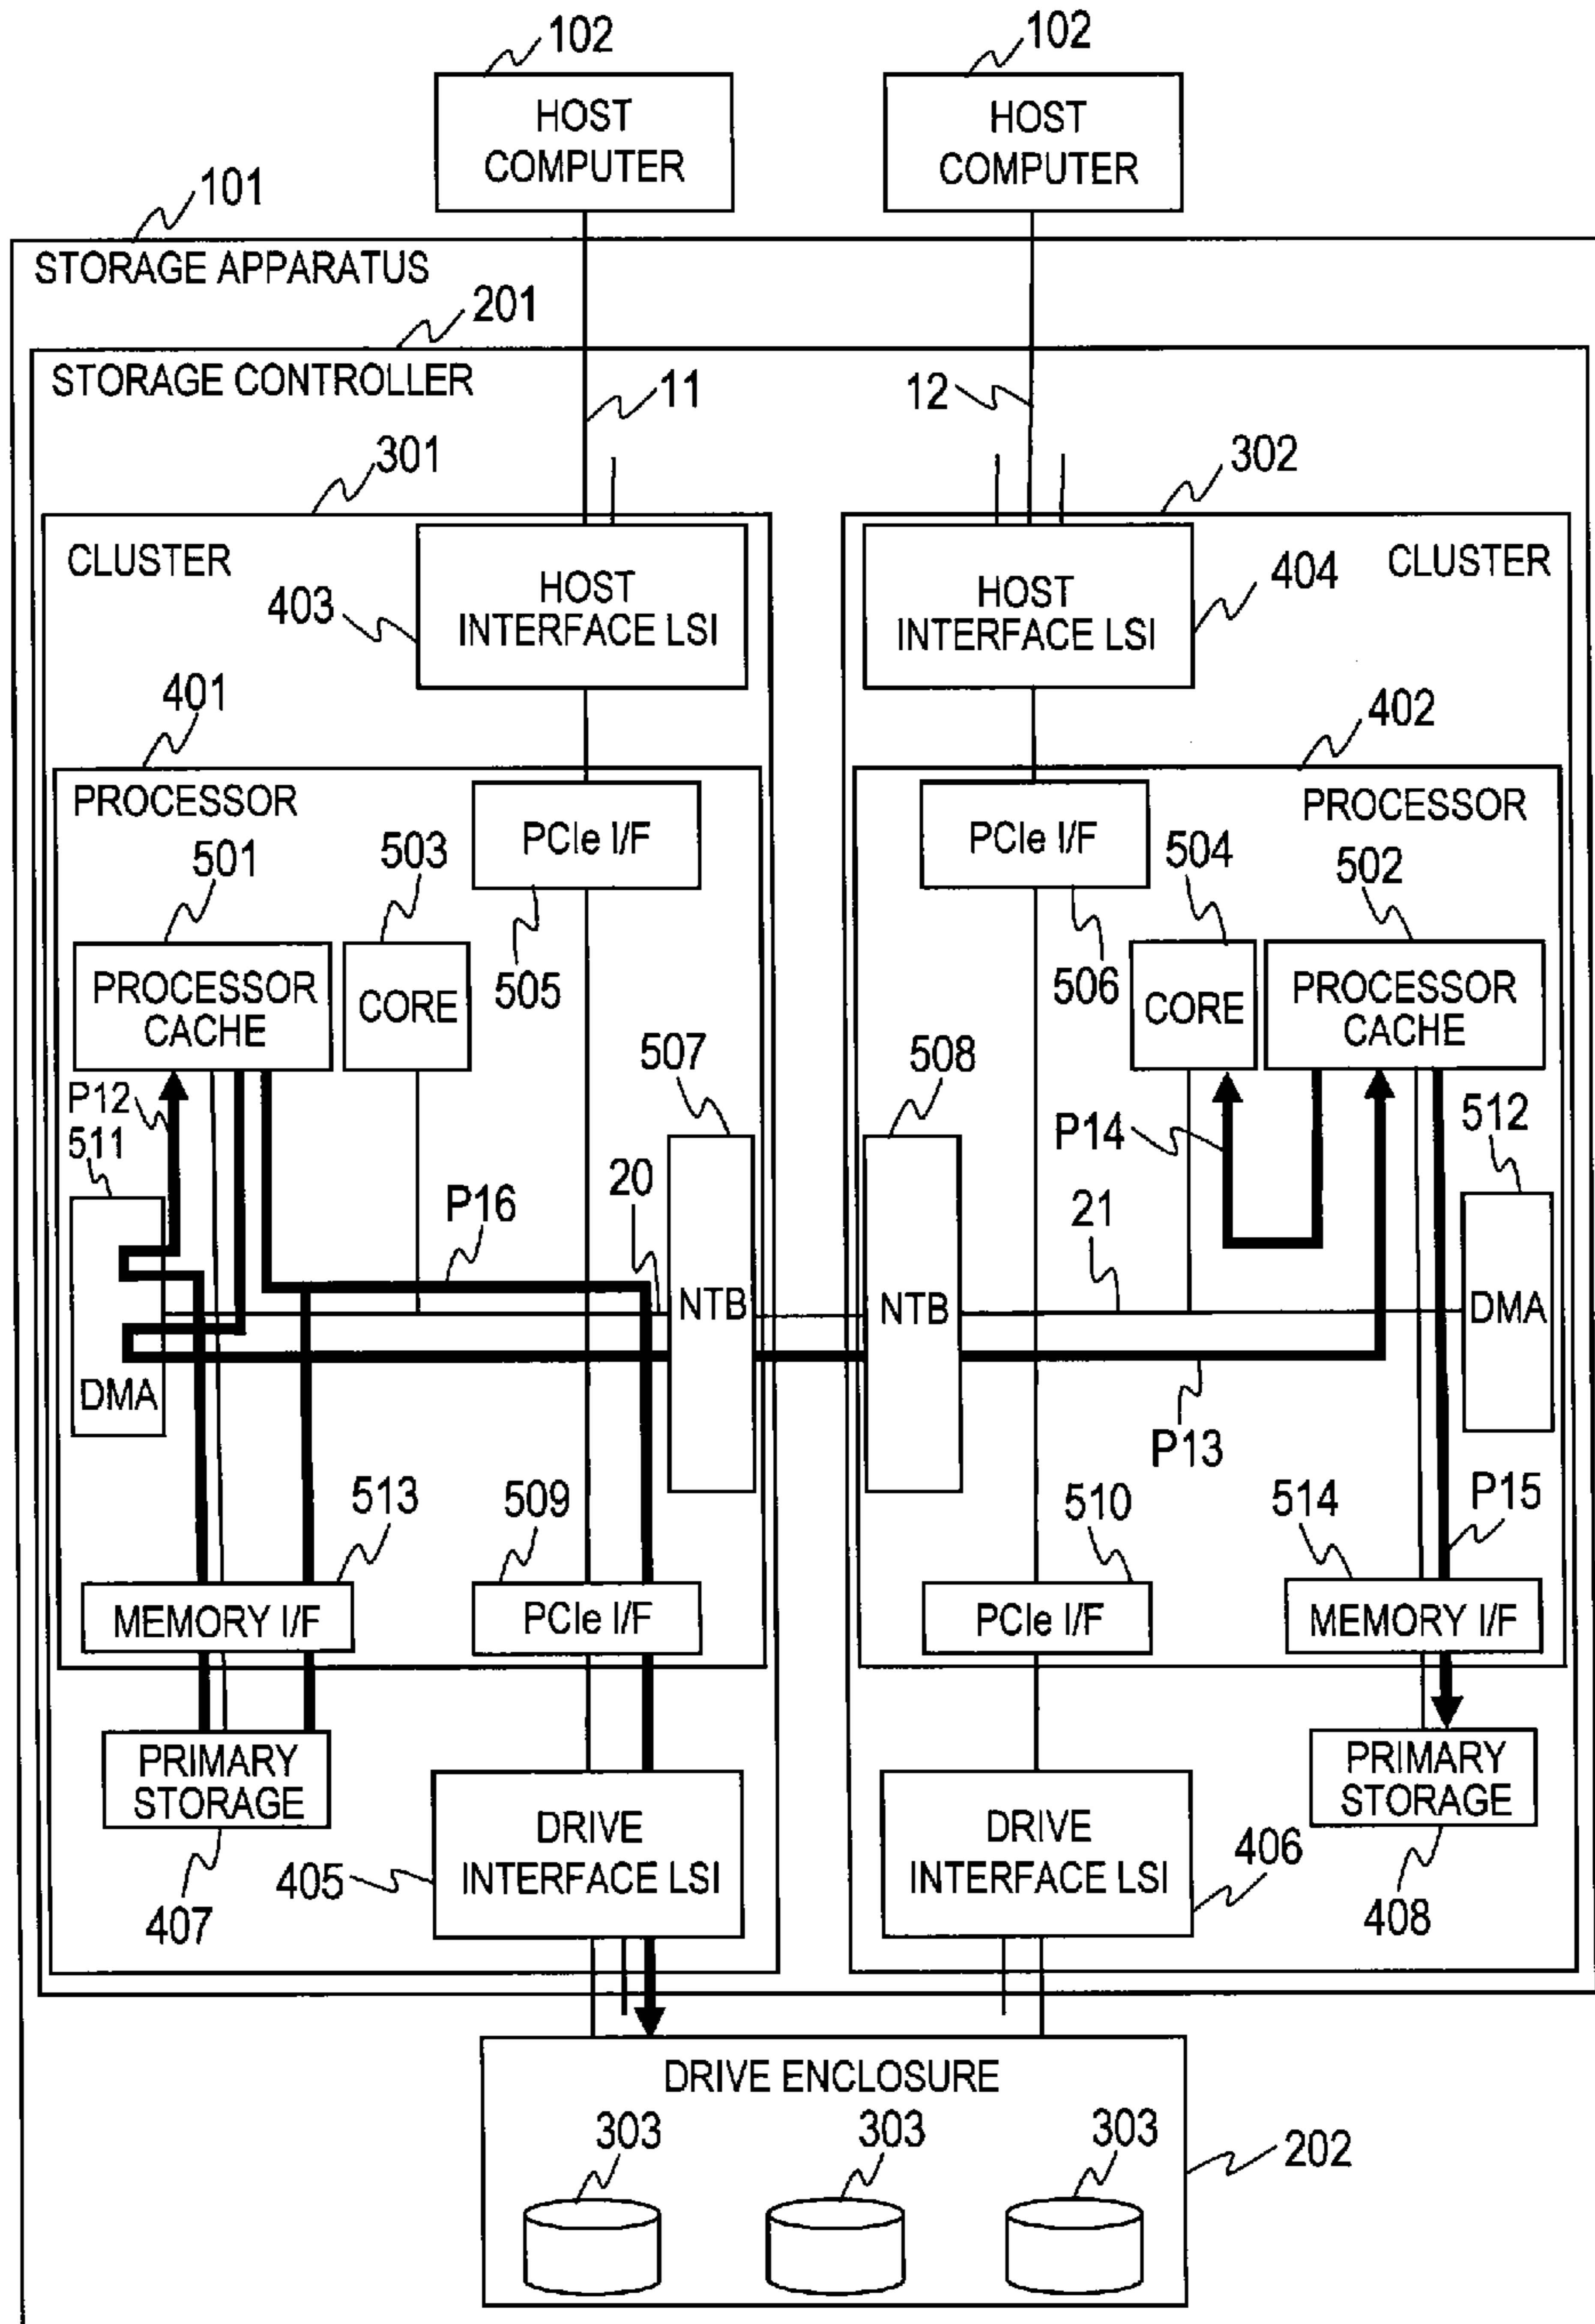 102
102
HOST
COMPUTER
HOST
COMPUTER
101
STORAGE APPARATUS
201
STORAGE CONTROLLER
11
12
301
302
CLUSTER
CLUSTER
403
HOST
INTERFACE LSI
HOST
INTERFACE LSI
404
401
402
PROCESSOR
PROCESSOR
PCIe I/F
PCIe I/F
501
503
504
502
505
506
PROCESSOR
CACHE
CORE
CORE
PROCESSOR
CACHE
507
508
P12
511
P14
512
P16
20
21
NTB
NTB
DMA
DMA
P13
513
509
510
514
P15
MEMORY I/F
PCIe I/F
PCIe I/F
MEMORY I/F
PRIMARY
STORAGE
PRIMARY
STORAGE
DRIVE
INTERFACE LSI
DRIVE
INTERFACE LSI
405
406
407
408
DRIVE ENCLOSURE
303
303
303
202